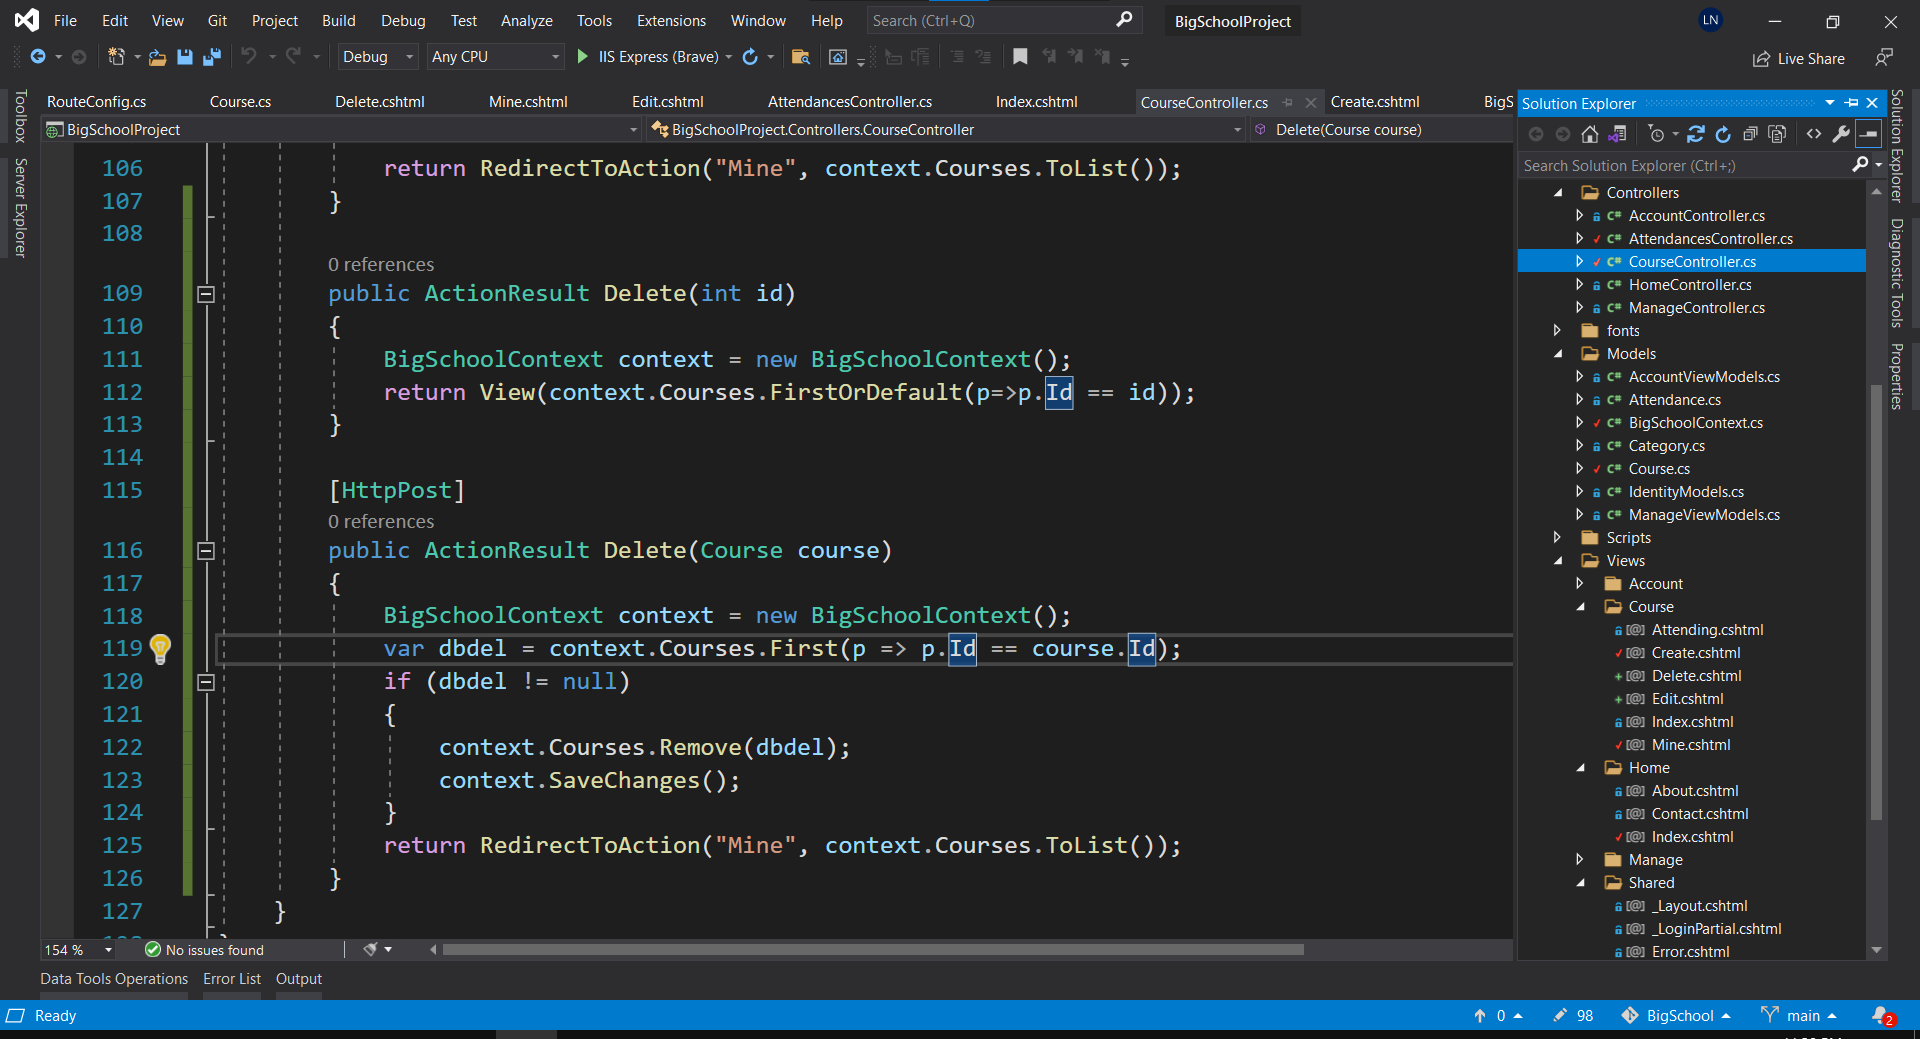 File Edit View Git Project Build Debug Test Analyze Tools Extensions Window Help Search (Ctrl+Q) BigSchoolProject LN
Debug Any CPU IIS Express (Brave) Live Share
RouteConfig.cs Course.cs Delete.cshtml Mine.cshtml Edit.cshtml AttendancesController.cs Index.cshtml CourseController.cs Create.cshtml BigS
BigSchoolProject BigSchoolProject.Controllers.CourseController Delete(Course course)
Toolbox
Server Explorer
106 return RedirectToAction("Mine", context.Courses.ToList());
107 }
108
0 references
109 public ActionResult Delete(int id)
110 {
111 BigSchoolContext context = new BigSchoolContext();
112 return View(context.Courses.FirstOrDefault(p=>p.Id == id));
113 }
114
115 [HttpPost]
0 references
116 public ActionResult Delete(Course course)
117 {
118 BigSchoolContext context = new BigSchoolContext();
119 var dbdel = context.Courses.First(p => p.Id == course.Id);
120 if (dbdel != null)
121 {
122 context.Courses.Remove(dbdel);
123 context.SaveChanges();
124 }
125 return RedirectToAction("Mine", context.Courses.ToList());
126 }
127 }
154 % No issues found
Data Tools Operations Error List Output
Solution Explorer
Search Solution Explorer (Ctrl+;)
Controllers
C# AccountController.cs
C# AttendancesController.cs
C# CourseController.cs
C# HomeController.cs
C# ManageController.cs
fonts
Models
C# AccountViewModels.cs
C# Attendance.cs
C# BigSchoolContext.cs
C# Category.cs
C# Course.cs
C# IdentityModels.cs
C# ManageViewModels.cs
Scripts
Views
Account
Course
[@] Attending.cshtml
[@] Create.cshtml
[@] Delete.cshtml
[@] Edit.cshtml
[@] Index.cshtml
[@] Mine.cshtml
Home
[@] About.cshtml
[@] Contact.cshtml
[@] Index.cshtml
Manage
Shared
[@] _Layout.cshtml
[@] _LoginPartial.cshtml
[@] Error.cshtml
Solution Explorer
Diagnostic Tools
Properties
Ready 0 98 BigSchool main 2